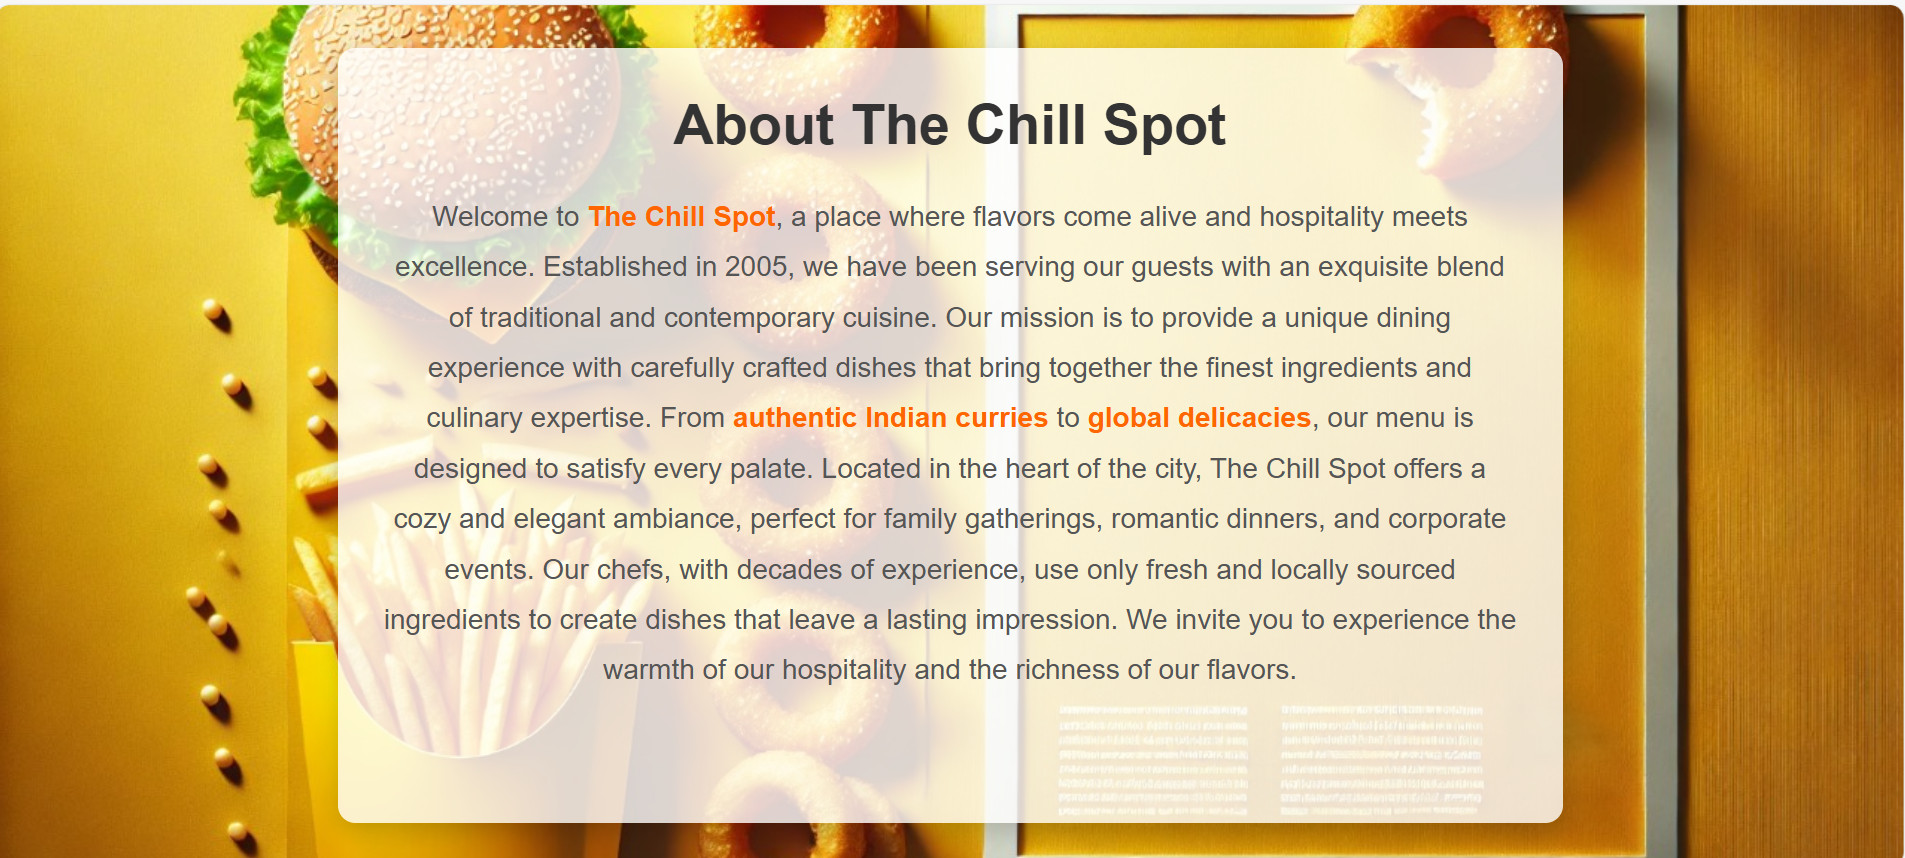 About The Chill Spot
Welcome to The Chill Spot, a place where flavors come alive and hospitality meets
excellence. Established in 2005, we have been serving our guests with an exquisite blend
of traditional and contemporary cuisine. Our mission is to provide a unique dining
experience with carefully crafted dishes that bring together the finest ingredients and
culinary expertise. From authentic Indian curries to global delicacies, our menu is
designed to satisfy every palate. Located in the heart of the city, The Chill Spot offers a
cozy and elegant ambiance, perfect for family gatherings, romantic dinners, and corporate
events. Our chefs, with decades of experience, use only fresh and locally sourced
ingredients to create dishes that leave a lasting impression. We invite you to experience the
warmth of our hospitality and the richness of our flavors.